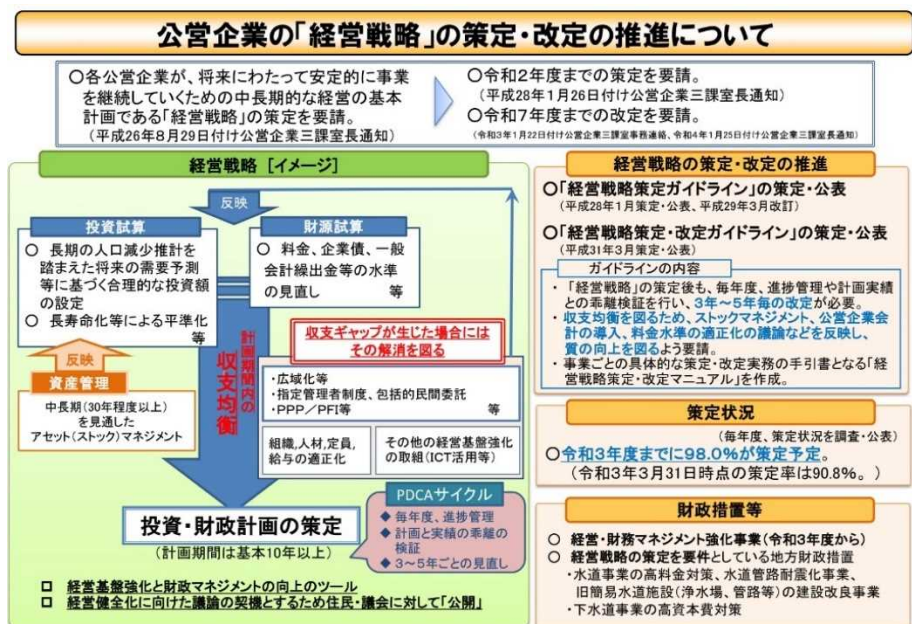 公営企業の「経営戦略」の策定・改定の推進について
○各公営企業が、将来にわたって安定的に事業
を継続していくための中長期的な経営の基本
計画である「経営戦略」の策定を要請。
(平成26年8月29日付け公営企業三課室長通知)
○令和2年度までの策定を要請。
(平成28年1月26日付け公営企業三課室長通知)
○令和7年度までの改定を要請。
(令和3年1月22日付け公営企業三課室事務連絡、令和4年1月25日付け公営企業三課室長通知)
経営戦略 [イメージ]
反映
投資試算
○ 長期の人口減少推計を
踏まえた将来の需要予測
等に基づく合理的な投資額
の設定
○ 長寿命化等による平準化
等
財源試算
○ 料金、企業債、一般
会計繰出金等の水準
の見直し 等
反映
資産管理
中長期(30年程度以上)
を見通した
アセット(ストック)マネジメント
計画期間内の
収支均衡
収支ギャップが生じた場合には
その解消を図る
・広域化等
・指定管理者制度、包括的民間委託
・PPP/PFI等 等
組織,人材,定員,
給与の適正化
その他の経営基盤強化
の取組(ICT活用等)
投資・財政計画の策定
(計画期間は基本10年以上)
PDCAサイクル
◆ 毎年度、進捗管理
◆ 計画と実績の乖離の
検証
◆ 3~5年ごとの見直し
□ 経営基盤強化と財政マネジメントの向上のツール
□ 経営健全化に向けた議論の契機とするため住民・議会に対して「公開」
経営戦略の策定・改定の推進
○「経営戦略策定ガイドライン」の策定・公表
(平成28年1月策定・公表、平成29年3月改訂)
○「経営戦略策定・改定ガイドライン」の策定・公表
(平成31年3月策定・公表)
ガイドラインの内容
・ 「経営戦略」の策定後も、毎年度、進捗管理や計画実績
との乖離検証を行い、3年~5年毎の改定が必要。
・ 収支均衡を図るため、ストックマネジメント、公営企業会
計の導入、料金水準の適正化の議論などを反映し、
質の向上を図るよう要請。
・ 事業ごとの具体的な策定・改定実務の手引書となる「経
営戦略策定・改定マニュアル」を作成。
策定状況
(毎年度、策定状況を調査・公表)
○令和3年度までに98.0%が策定予定。
(令和3年3月31日時点の策定率は90.8%。)
財政措置等
○ 経営・財務マネジメント強化事業(令和3年度から)
○ 経営戦略の策定を要件としている地方財政措置
・水道事業の高料金対策、水道管路耐震化事業、
旧簡易水道施設(浄水場、管路等)の建設改良事業
・下水道事業の高資本費対策